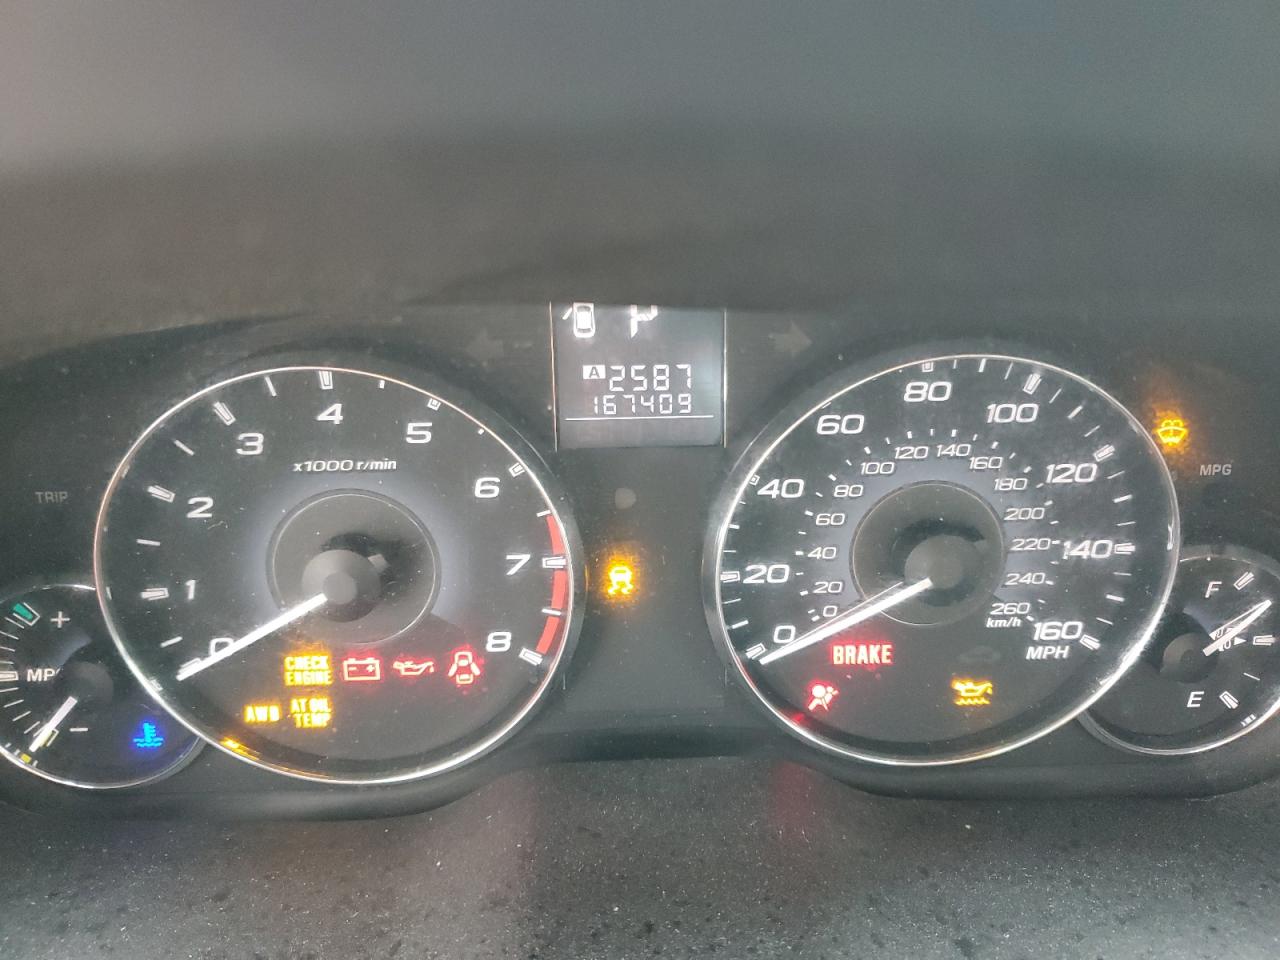 P
A 2587
167409
TRIP
x1000 r/min
0
1
2
3
4
5
6
7
8
CHECK
ENGINE
AWD
AT OIL
TEMP
+
MPG
-
0
20
40
60
80
100
120
140
160
MPH
0
20
40
60
80
100
120
140
160
180
200
220
240
260
km/h
BRAKE
MPG
F
E